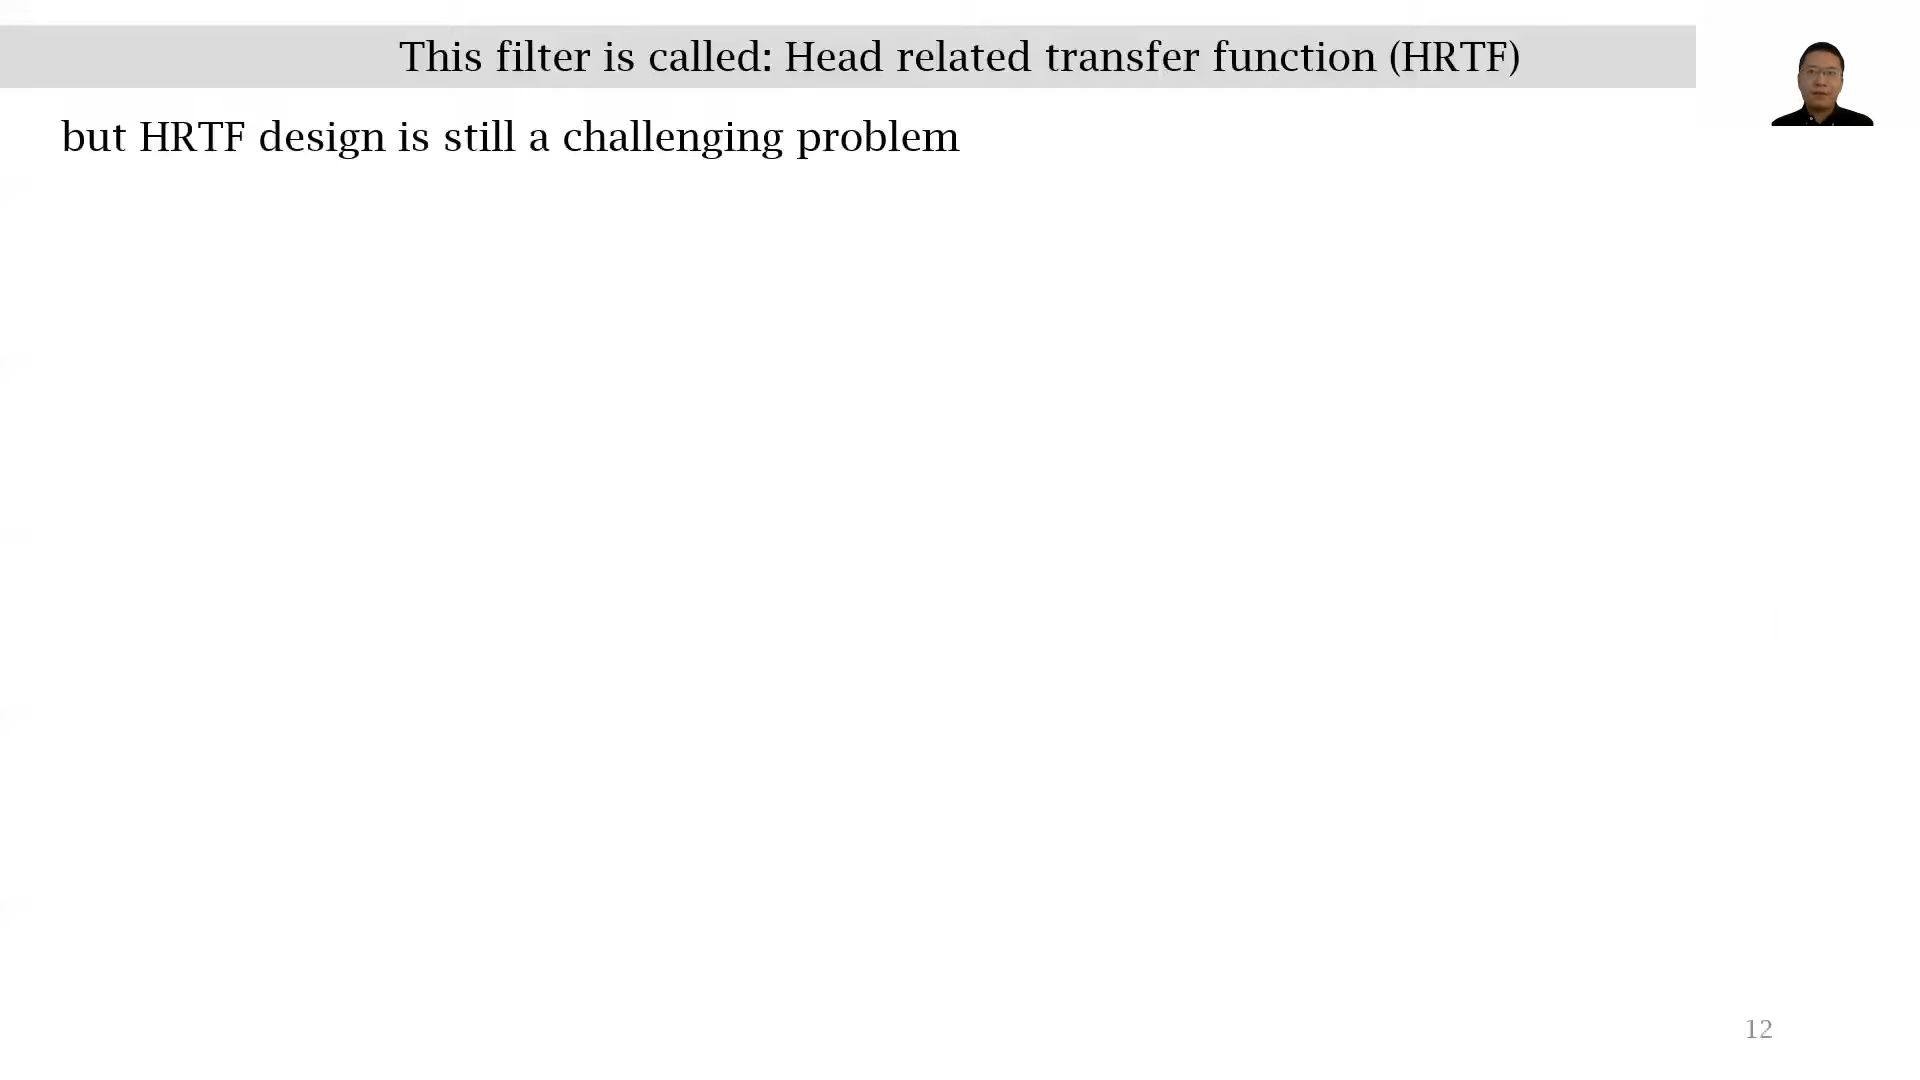 This filter is called: Head related transfer function (HRTF)
but HRTF design is still a challenging problem
12